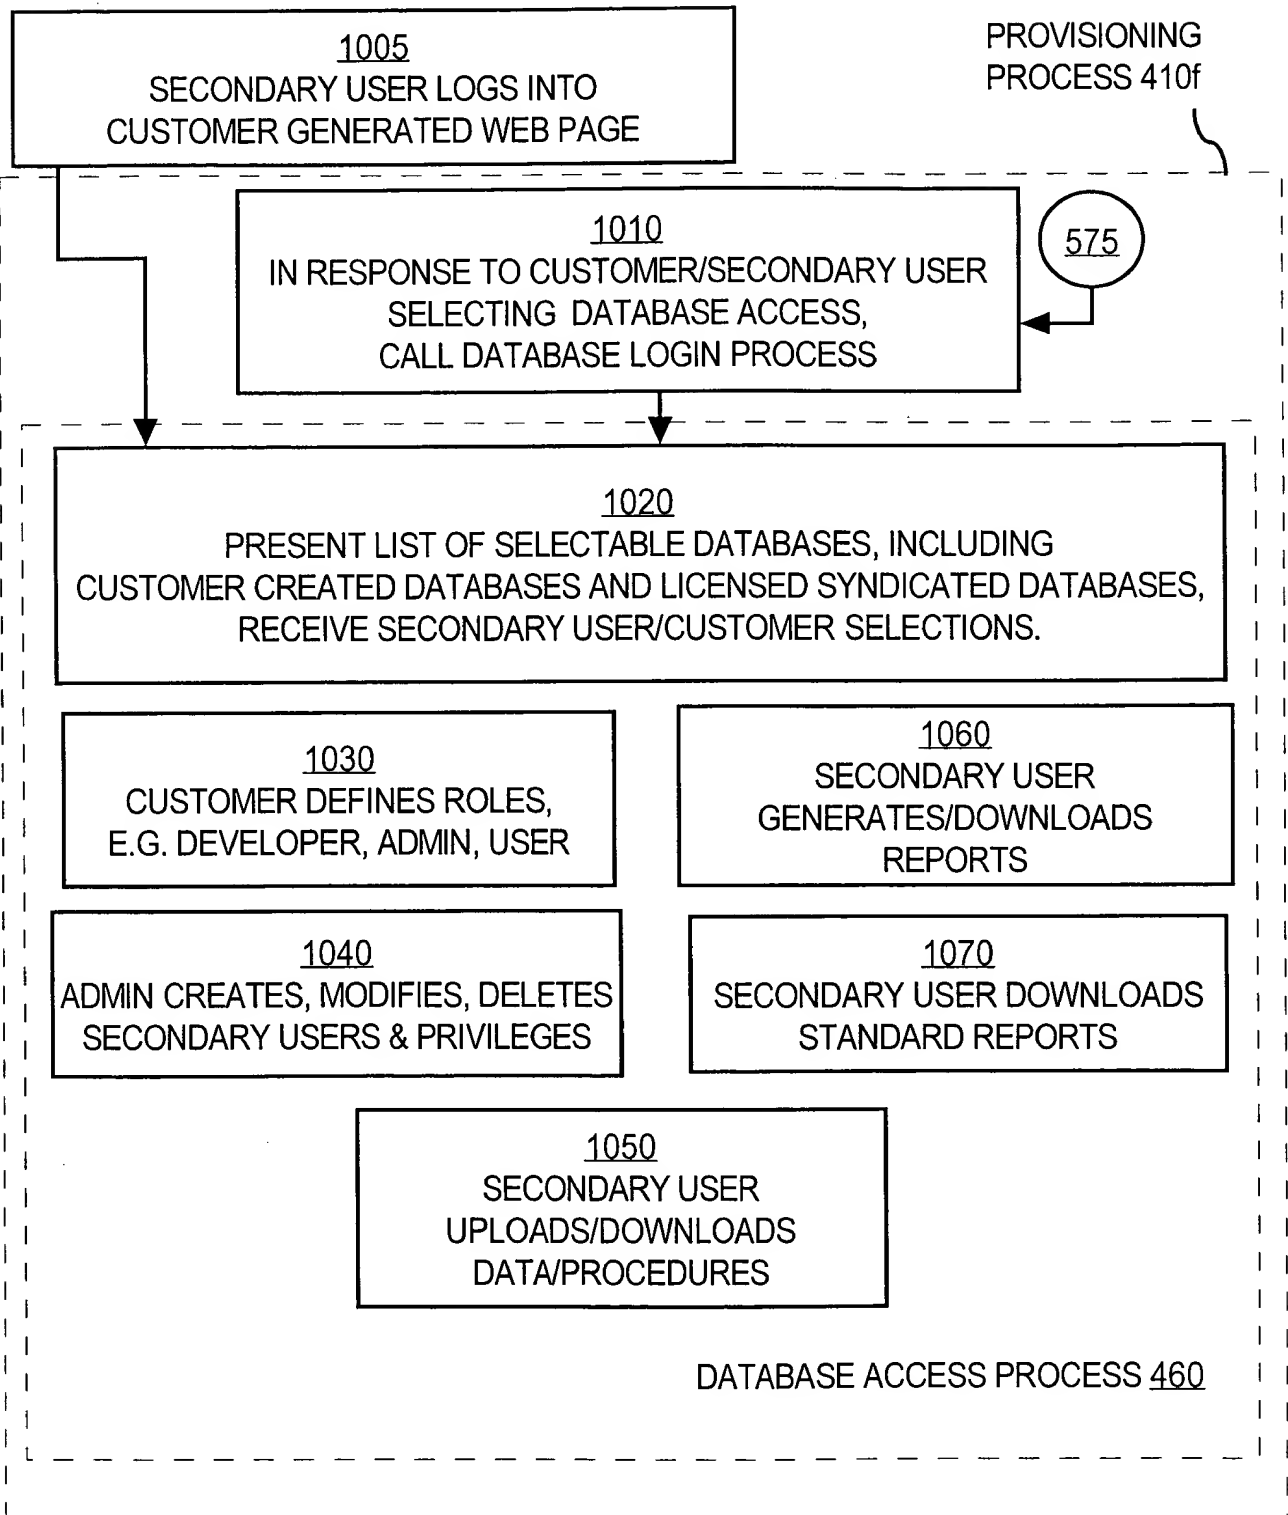 1005
SECONDARY USER LOGS INTO
CUSTOMER GENERATED WEB PAGE
PROVISIONING
PROCESS 410f
1010
IN RESPONSE TO CUSTOMER/SECONDARY USER
SELECTING DATABASE ACCESS,
CALL DATABASE LOGIN PROCESS
575
1020
PRESENT LIST OF SELECTABLE DATABASES, INCLUDING
CUSTOMER CREATED DATABASES AND LICENSED SYNDICATED DATABASES,
RECEIVE SECONDARY USER/CUSTOMER SELECTIONS.
1030
CUSTOMER DEFINES ROLES,
E.G. DEVELOPER, ADMIN, USER
1060
SECONDARY USER
GENERATES/DOWNLOADS
REPORTS
1040
ADMIN CREATES, MODIFIES, DELETES
SECONDARY USERS & PRIVILEGES
1070
SECONDARY USER DOWNLOADS
STANDARD REPORTS
1050
SECONDARY USER
UPLOADS/DOWNLOADS
DATA/PROCEDURES
DATABASE ACCESS PROCESS 460